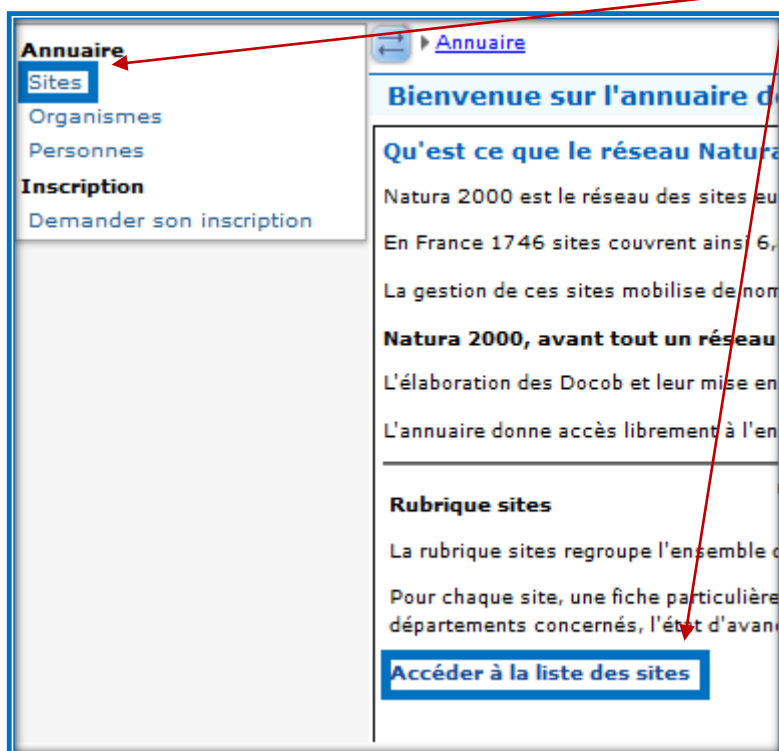 Annuaire
Sites
Organismes
Personnes
Inscription
Demander son inscription
Annuaire
Bienvenue sur l'annuaire d
Qu'est ce que le réseau Natura
Natura 2000 est le réseau des sites eu
En France 1746 sites couvrent ainsi 6,
La gestion de ces sites mobilise de nom
Natura 2000, avant tout un réseau
L'élaboration des Docob et leur mise en
L'annuaire donne accès librement à l'en
Rubrique sites
La rubrique sites regroupe l'ensemble
Pour chaque site, une fiche particulière
départements concernés, l'état d'avan
Accéder à la liste des sites